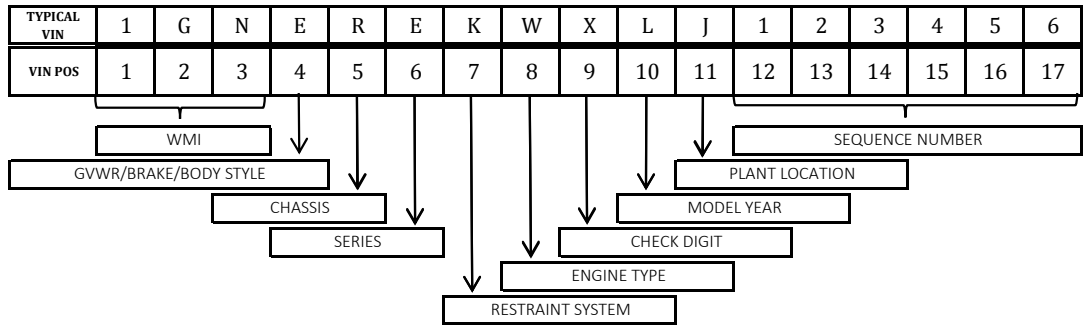 TYPICAL VIN 1 G N E R E K W X L J 1 2 3 4 5 6
VIN POS 1 2 3 4 5 6 7 8 9 10 11 12 13 14 15 16 17
WMI SEQUENCE NUMBER
GVWR/BRAKE/BODY STYLE PLANT LOCATION
CHASSIS MODEL YEAR
SERIES CHECK DIGIT
ENGINE TYPE
RESTRAINT SYSTEM